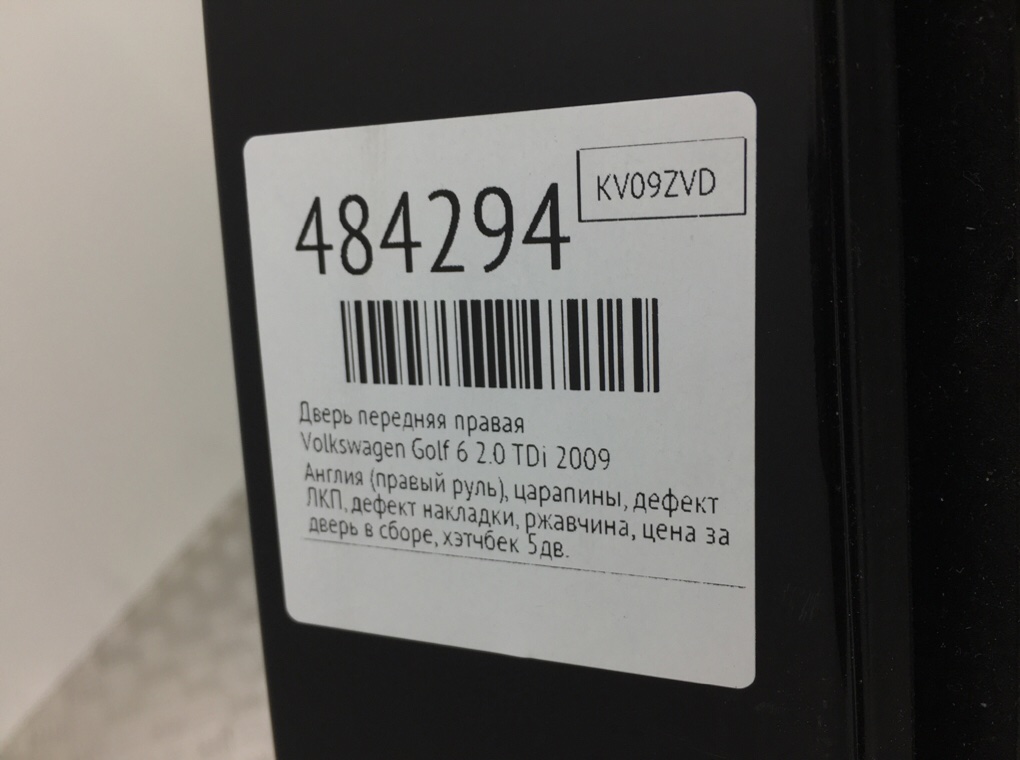 KV09ZVD
484294
Дверь передняя правая
Volkswagen Golf 6 2.0 TDi 2009
Англия (правый руль), царапины, дефект
ЛКП, дефект накладки, ржавчина, цена за
дверь в сборе, хэтчбек 5дв.